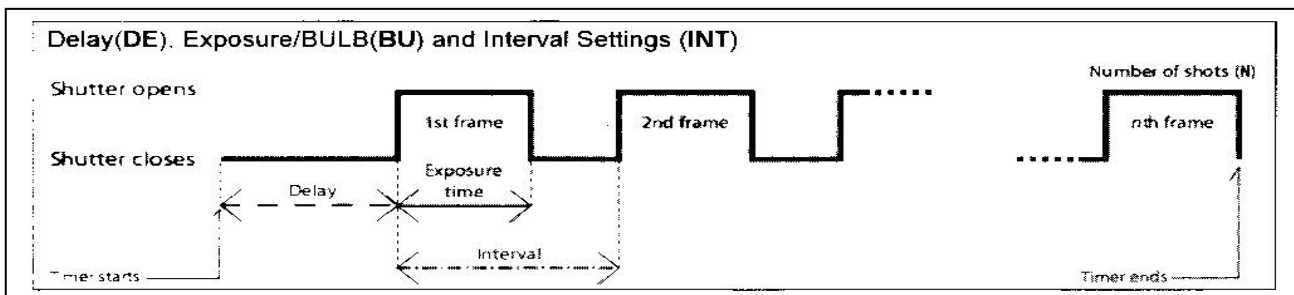 Delay(DE). Exposure/BULB(BU) and Interval Settings (INT)
Number of shots (N)
Shutter opens
1st frame
2nd frame
nth frame
Shutter closes
Exposure
time
Delay
Interval
Timer starts
Timer ends